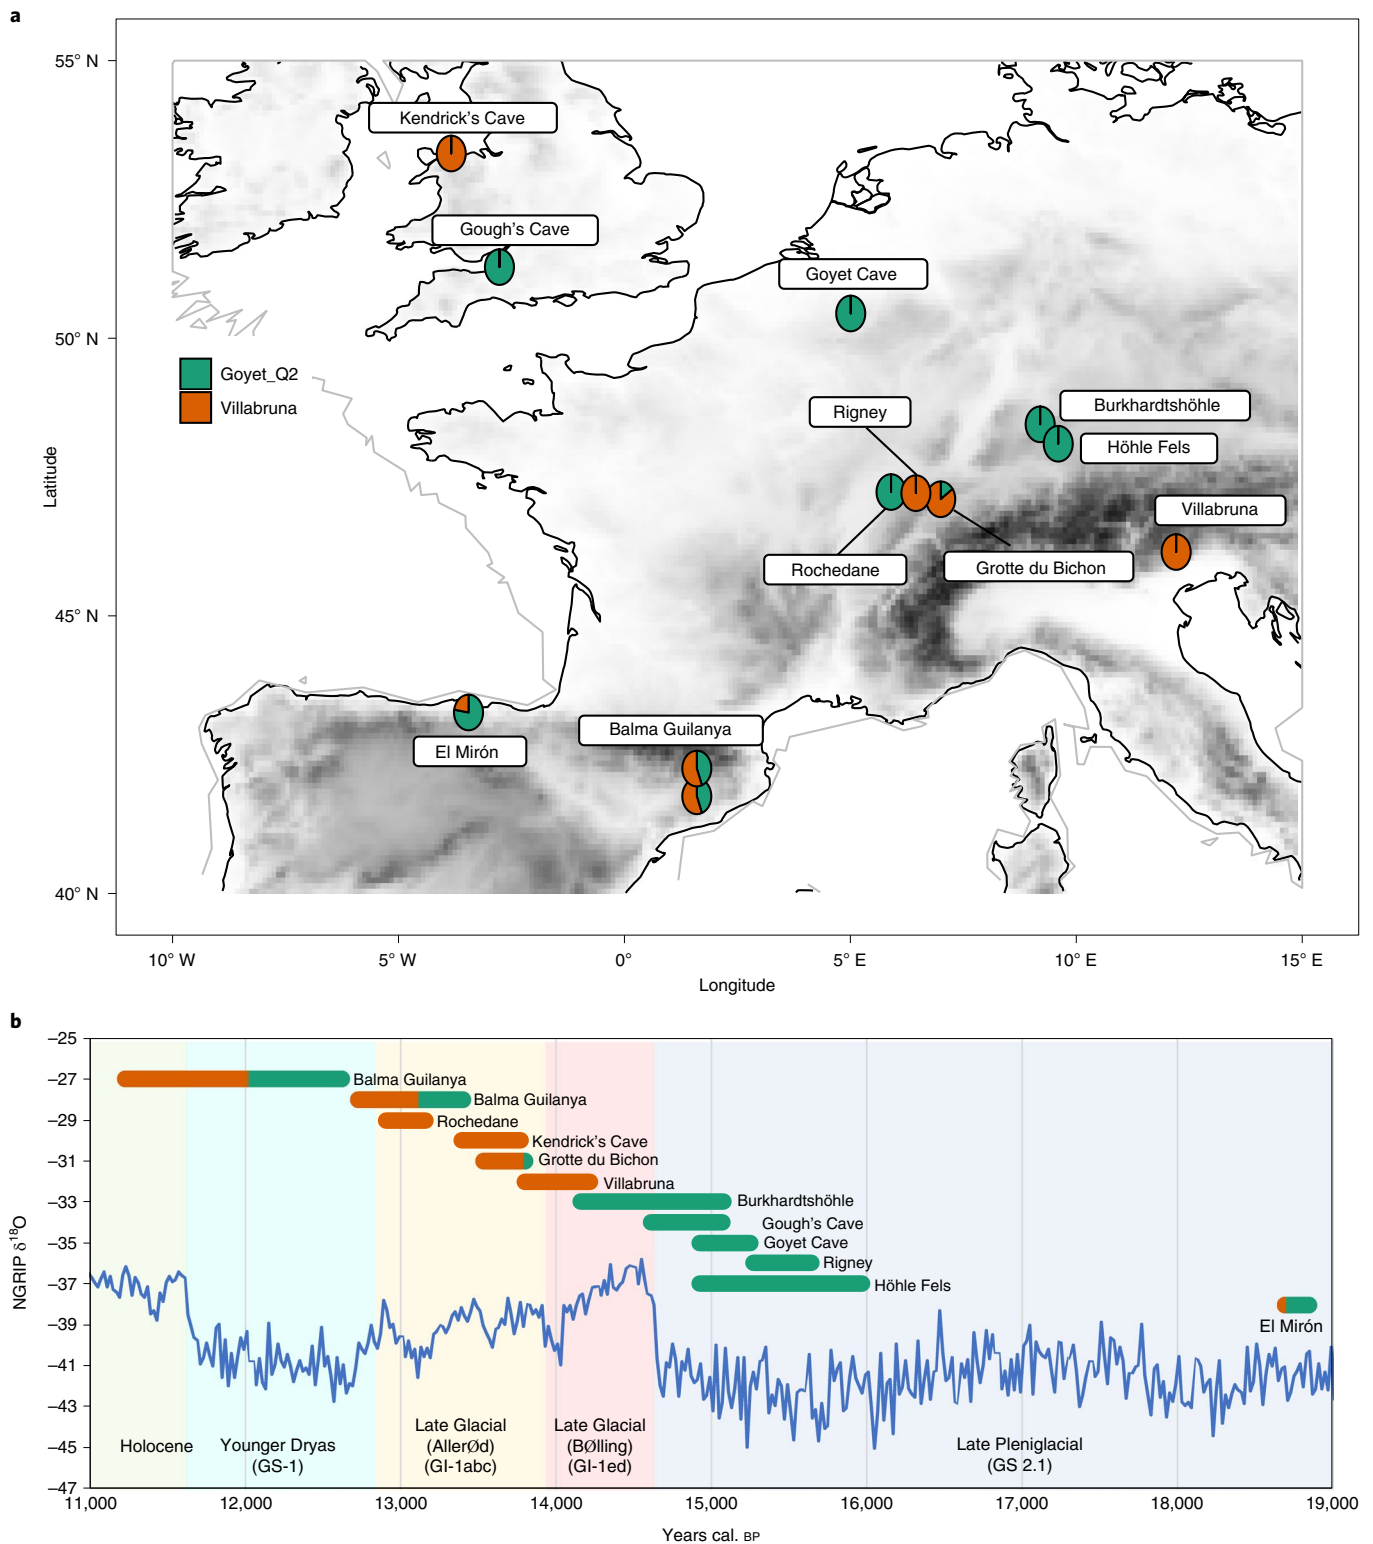 a
55° N
50° N
45° N
40° N
Latitude
Kendrick's Cave
Gough's Cave
Goyet Cave
Goyet_Q2
Villabruna
Rigney
Burkhardtshöhle
Höhle Fels
Villabruna
Rochedane
Grotte du Bichon
El Mirón
Balma Guilanya
10° W
5° W
0°
5° E
10° E
15° E
Longitude
b
–25
–27
–29
–31
–33
–35
–37
–39
–41
–43
–45
–47
NGRIP δ18O
Balma Guilanya
Balma Guilanya
Rochedane
Kendrick's Cave
Grotte du Bichon
Villabruna
Burkhardtshöhle
Gough's Cave
Goyet Cave
Rigney
Höhle Fels
El Mirón
Holocene
Younger Dryas
(GS-1)
Late Glacial
(AllerØd)
(GI-1abc)
Late Glacial
(BØlling)
(GI-1ed)
Late Pleniglacial
(GS 2.1)
11,000
12,000
13,000
14,000
15,000
16,000
17,000
18,000
19,000
Years cal. BP